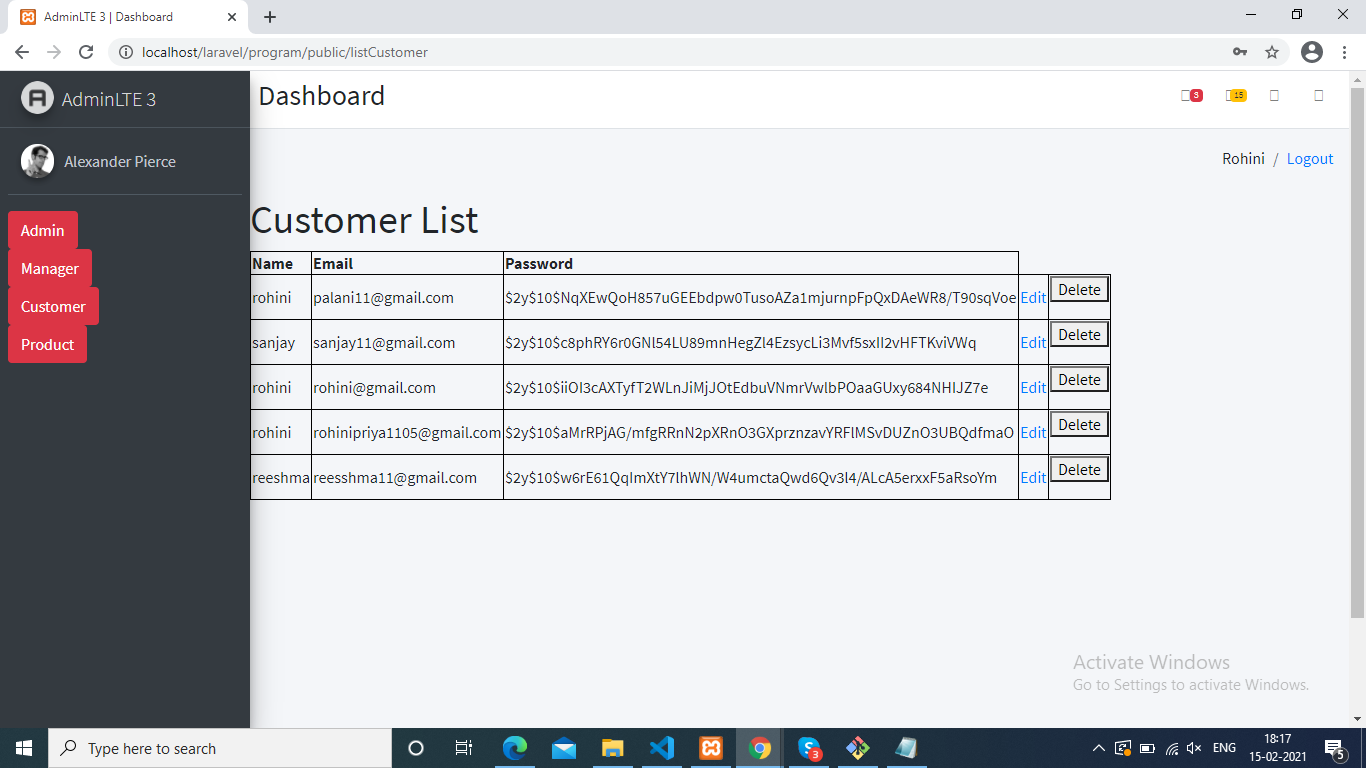 AdminLTE 3 | Dashboard
localhost/laravel/program/public/listCustomer
AdminLTE 3
Dashboard
3
15
Alexander Pierce
Rohini / Logout
Admin
Manager
Customer
Product
Customer List
Name Email Password
rohini palani11@gmail.com $2y$10$NqXEwQoH857uGEEbdpw0TusoAZa1mjurnpFpQxDAeWR8/T90sqVoe Edit Delete
sanjay sanjay11@gmail.com $2y$10$c8phRY6r0GNl54LU89mnHegZl4EzsycLi3Mvf5sxII2vHFTKviVWq Edit Delete
rohini rohini@gmail.com $2y$10$iiOI3cAXTyfT2WLnJiMjJOtEdbuVNmrVwlbPOaaGUxy684NHIJZ7e Edit Delete
rohini rohinipriya1105@gmail.com $2y$10$aMrRPjAG/mfgRRnN2pXRnO3GXprznzavYRFlMSvDUZnO3UBQdfmaO Edit Delete
reeshma reesshma11@gmail.com $2y$10$w6rE61QqImXtY7IhWN/W4umctaQwd6Qv3l4/ALcA5erxxF5aRsoYm Edit Delete
Activate Windows
Go to Settings to activate Windows.
Type here to search
3
ENG
18:17
15-02-2021
5